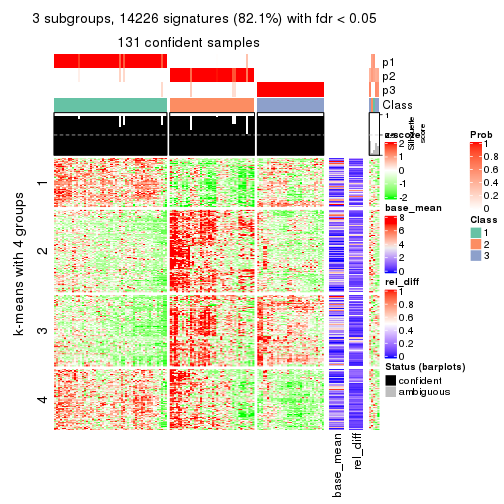 3 subgroups, 14226 signatures (82.1%) with fdr < 0.05
131 confident samples
p1
p2
p3
Class
1
Silhouette
score
k-means with 4 groups
1
2
3
4
base_mean
rel_diff
z-score
2
1
0
-1
-2
base_mean
8
6
4
2
0
rel_diff
1
0.8
0.6
0.4
0.2
0
Status (barplots)
confident
ambiguous
Prob
1
0.8
0.6
0.4
0.2
0
Class
1
2
3